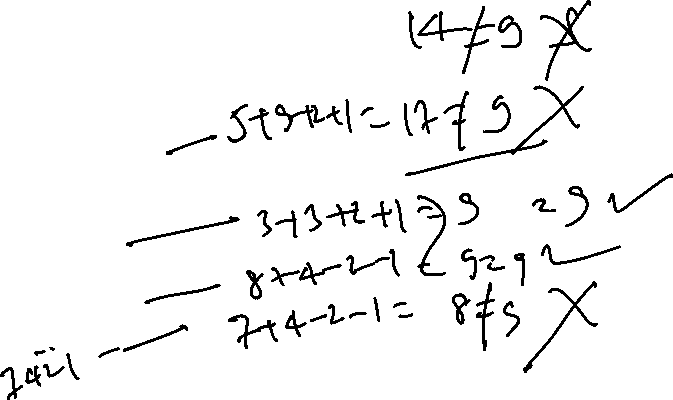 14≠9 X
— 5+9+2+1=17≠9 X
— 3+3+2+1=9 =9 ✓
— 8+4-2-1=9=9 ✓
— 7+4-2-1= 8≠9 X